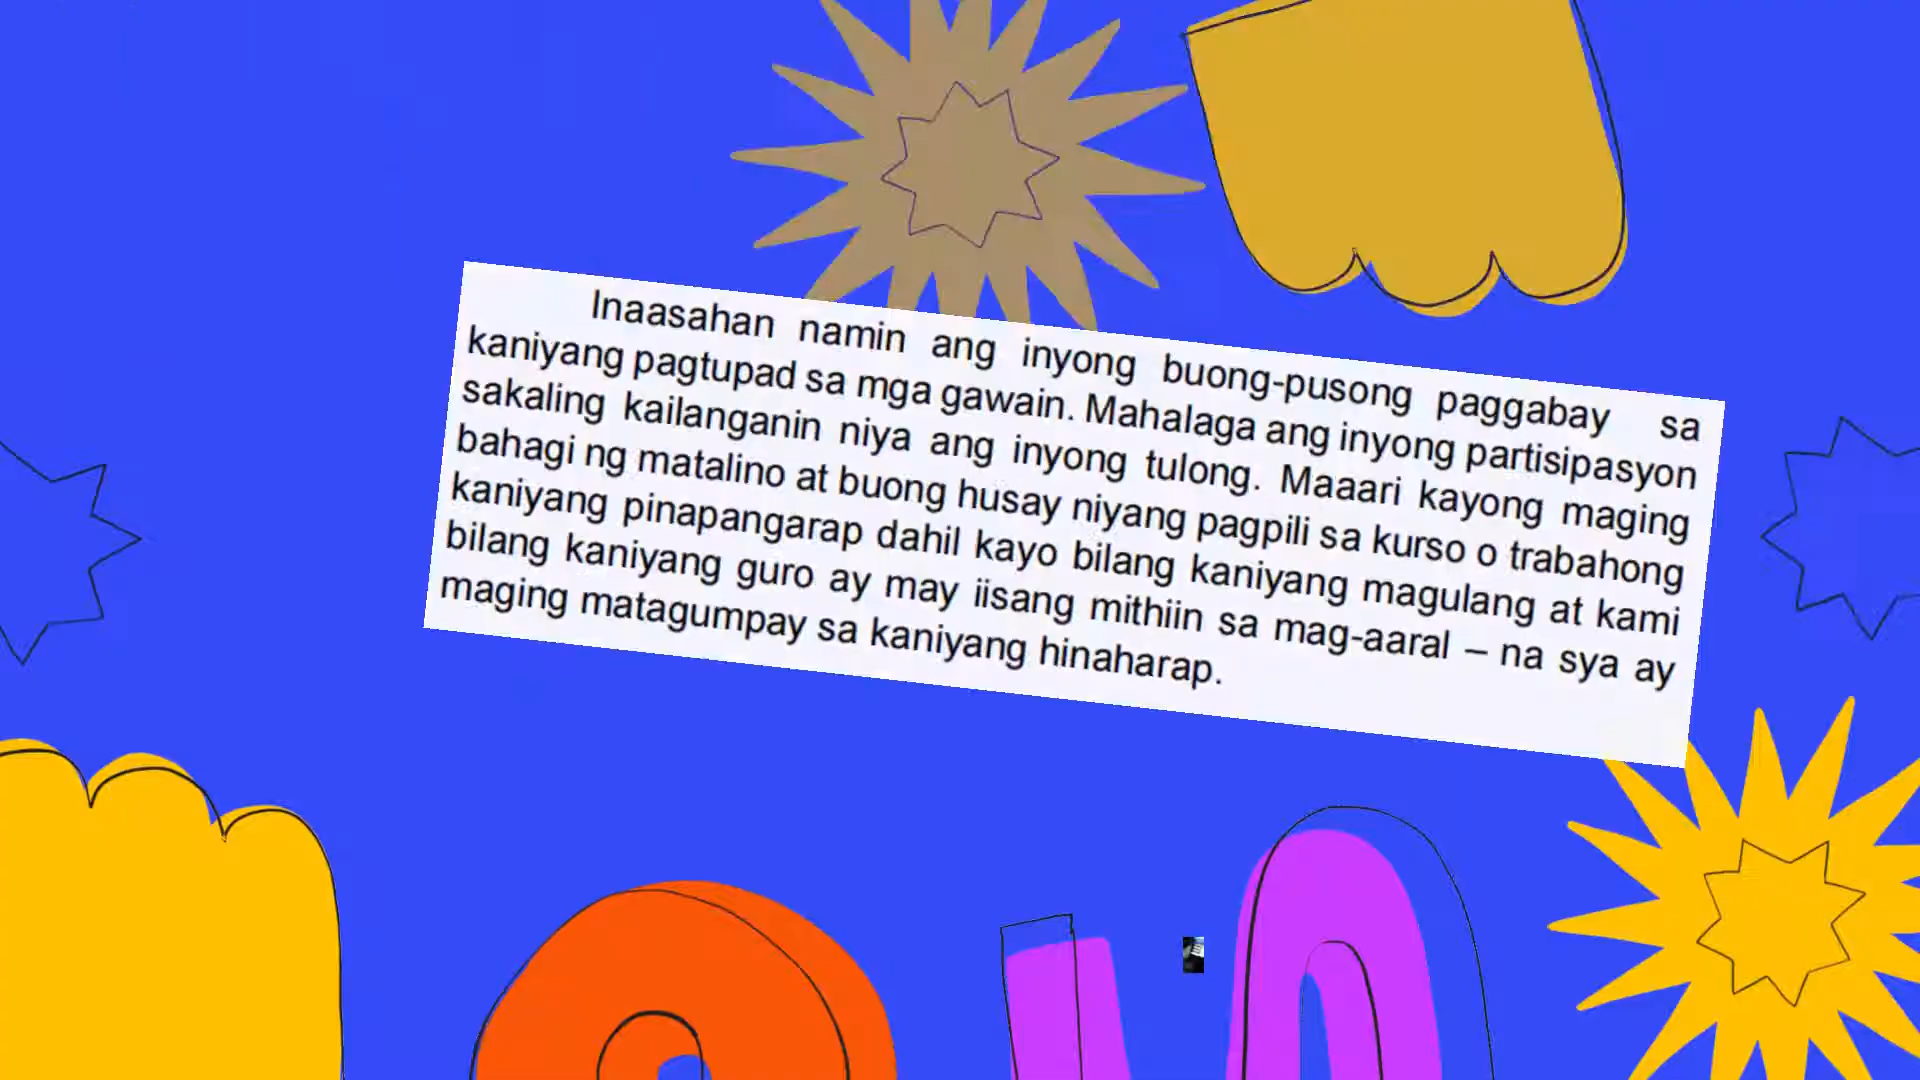 Inaasahan namin ang inyong buong-pusong paggabay sa
kaniyang pagtupad sa mga gawain. Mahalaga ang inyong partisipasyon
sakaling kailanganin niya ang inyong tulong. Maaari kayong maging
bahagi ng matalino at buong husay niyang pagpili sa kurso o trabahong
kaniyang pinapangarap dahil kayo bilang kaniyang magulang at kami
bilang kaniyang guro ay may iisang mithiin sa mag-aaral – na sya ay
maging matagumpay sa kaniyang hinaharap.